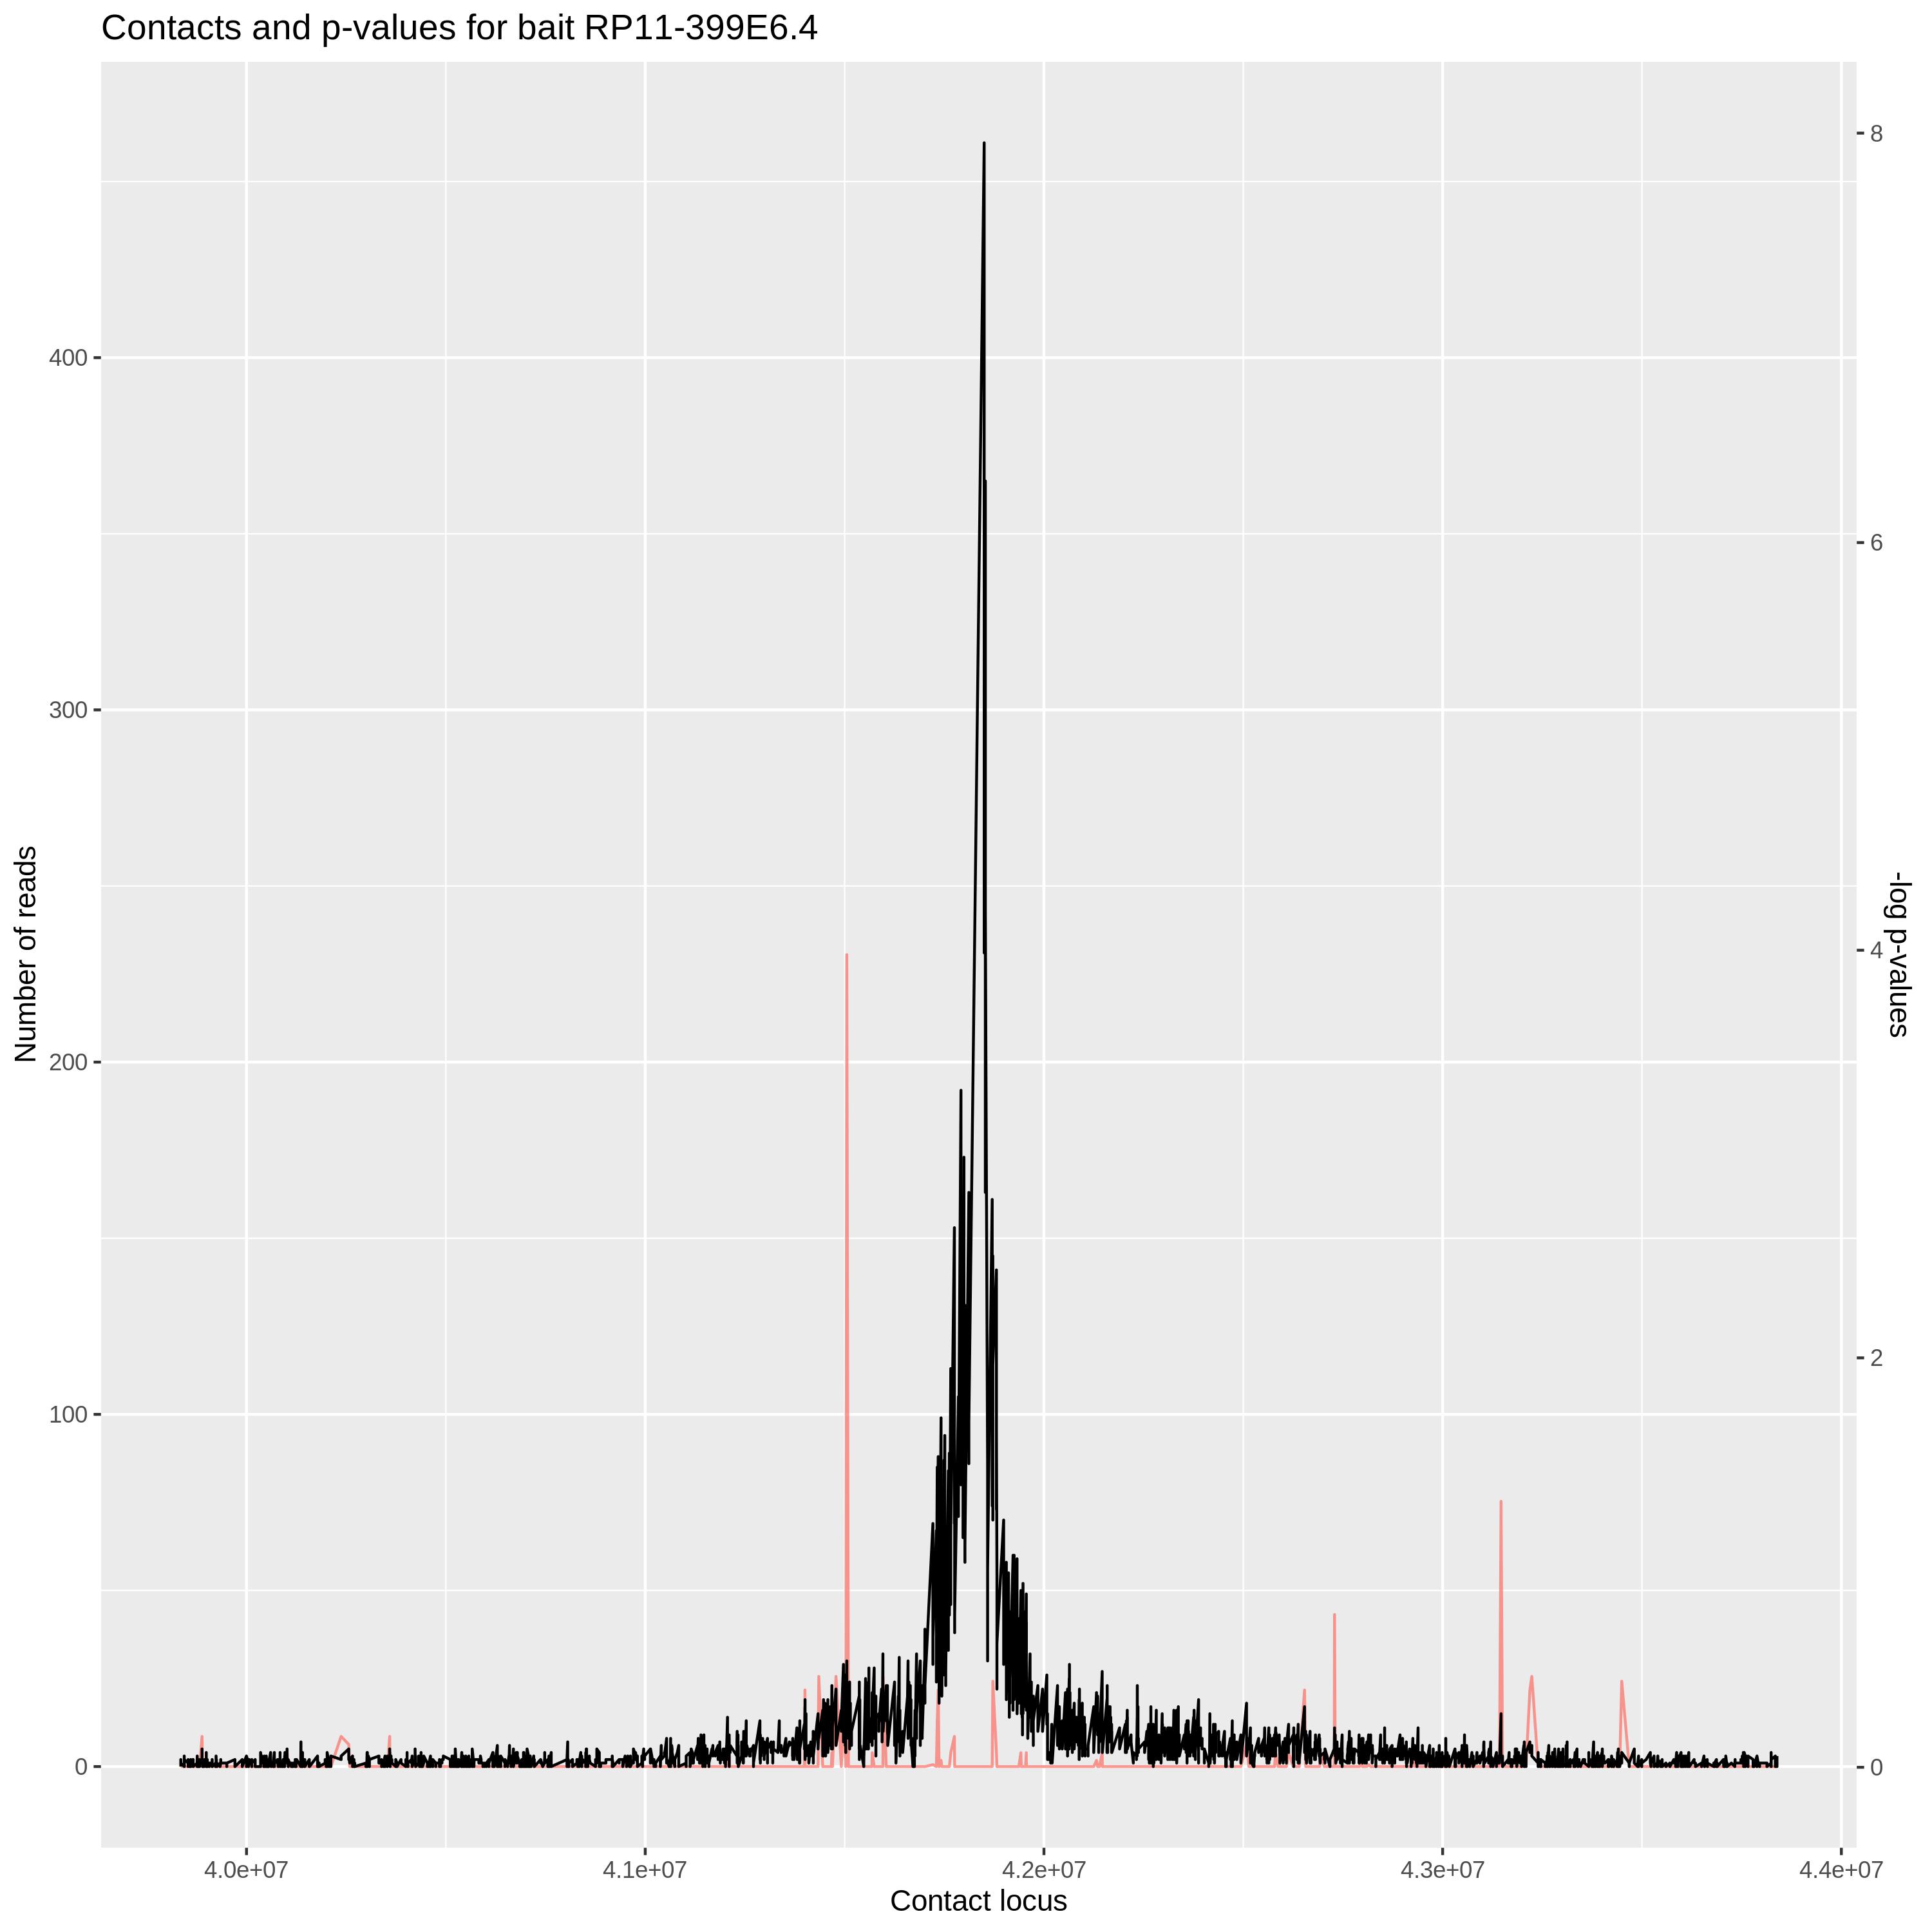 Contacts and p-values for bait RP11-399E6.4
Number of reads
400
300
200
100
0
8
6
4
2
0
-log p-values
4.0e+07
4.1e+07
4.2e+07
4.3e+07
4.4e+07
Contact locus